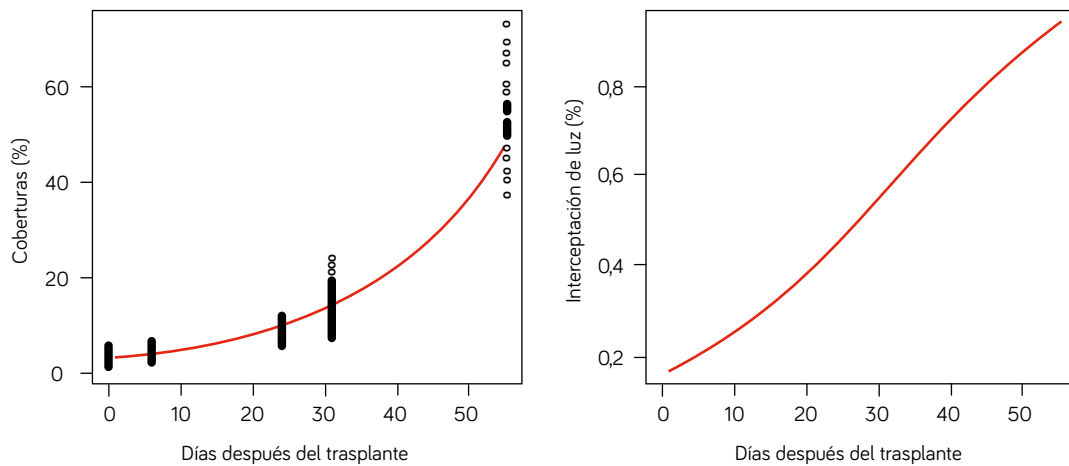 Coberturas (%)
60
40
20
0
0 10 20 30 40 50
Días después del trasplante
Interceptación de luz (%)
0,8
0,6
0,4
0,2
0 10 20 30 40 50
Días después del trasplante